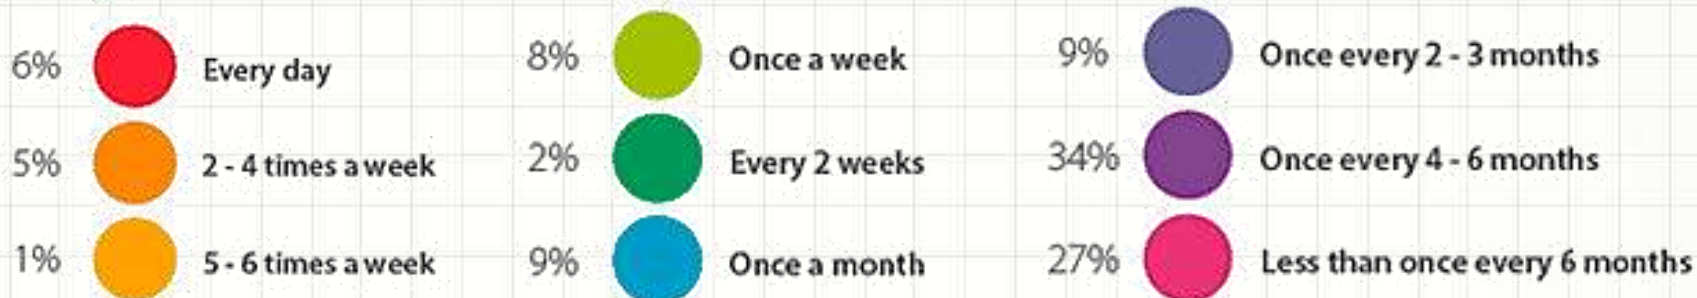 6% Every day
5% 2 - 4 times a week
1% 5 - 6 times a week
8% Once a week
2% Every 2 weeks
9% Once a month
9% Once every 2 - 3 months
34% Once every 4 - 6 months
27% Less than once every 6 months